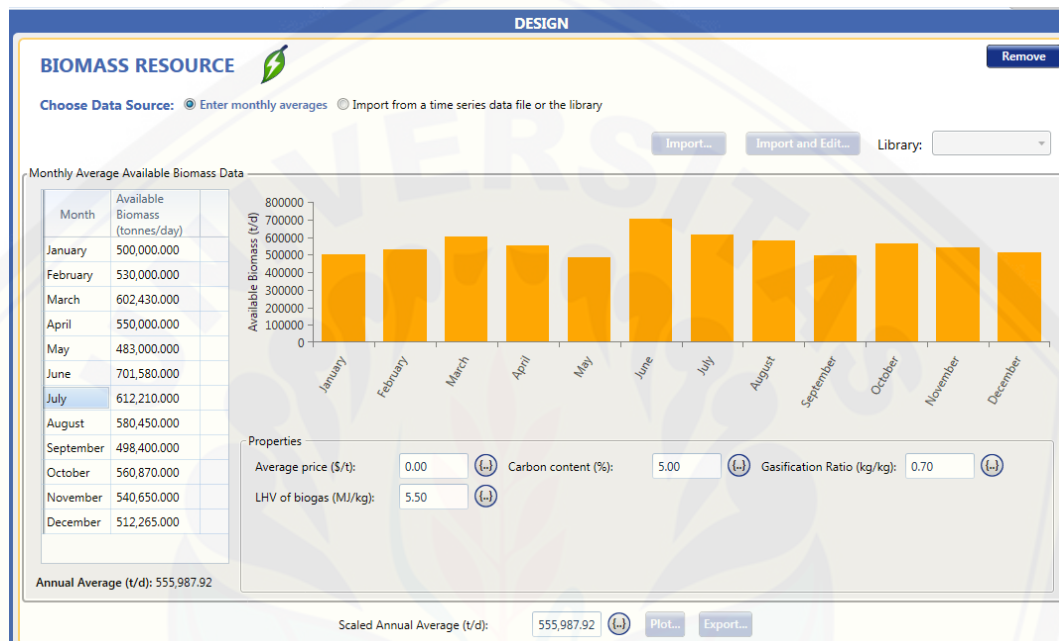 DESIGN
BIOMASS RESOURCE
Remove
Choose Data Source: Enter monthly averages Import from a time series data file or the library
Import... Import and Edit... Library:
Monthly Average Available Biomass Data
Month Available Biomass (tonnes/day)
January 500,000.000
February 530,000.000
March 602,430.000
April 550,000.000
May 483,000.000
June 701,580.000
July 612,210.000
August 580,450.000
September 498,400.000
October 560,870.000
November 540,650.000
December 512,265.000
Annual Average (t/d): 555,987.92
Available Biomass (t/d)
800000
700000
600000
500000
400000
300000
200000
100000
0
January February March April May June July August September October November December
Properties
Average price ($/t): 0.00 {..} Carbon content (%): 5.00 {..} Gasification Ratio (kg/kg): 0.70 {..}
LHV of biogas (MJ/kg): 5.50 {..}
Scaled Annual Average (t/d): 555,987.92 {..} Plot... Export...
UNIVERSITAS